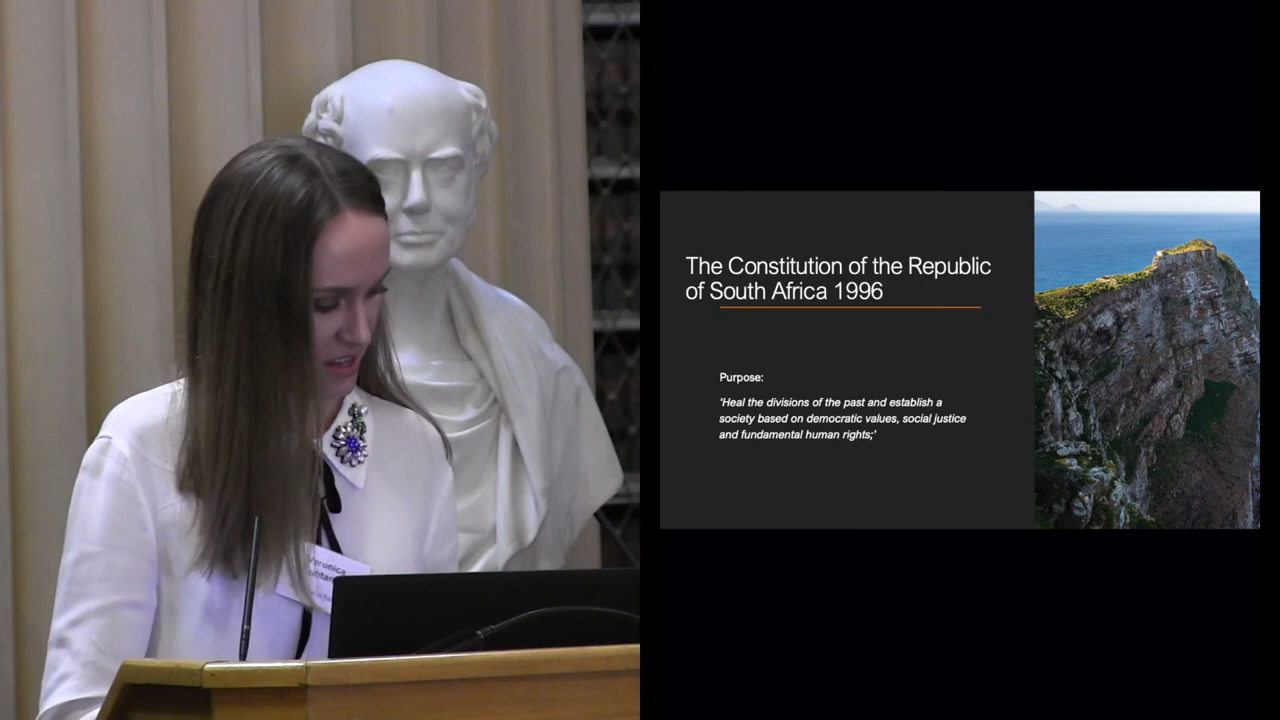 Veronica
The Constitution of the Republic
of South Africa 1996
Purpose:
‘Heal the divisions of the past and establish a
society based on democratic values, social justice
and fundamental human rights;’